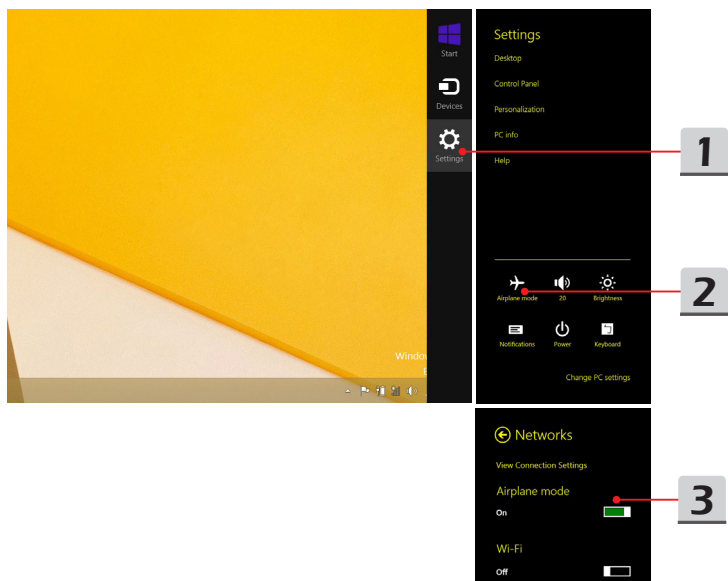 Start
Devices
Settings
Settings
Desktop
Control Panel
Personalization
PC info
Help
Airplane mode
20
Brightness
Notifications
Power
Keyboard
Change PC settings
1
2
Networks
View Connection Settings
Airplane mode
On
Wi-Fi
Off
3